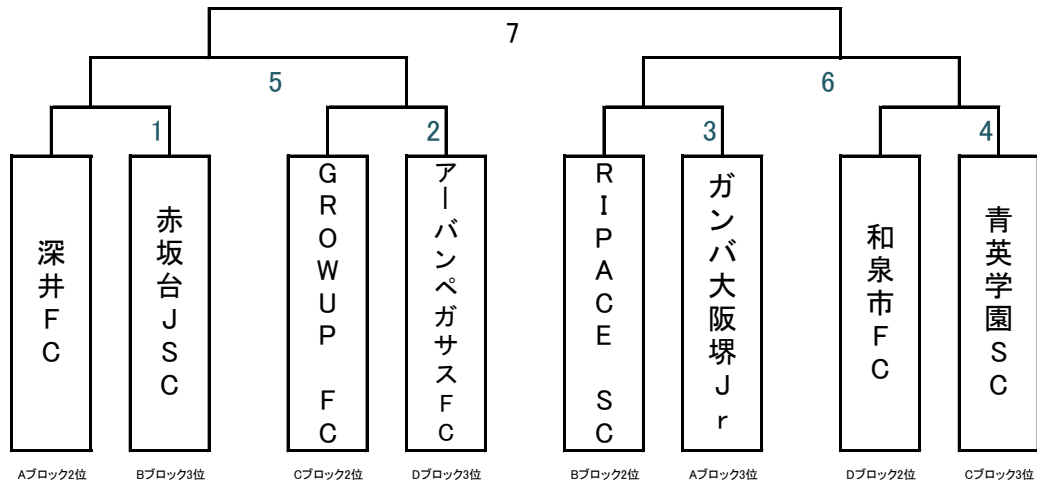 7
5
6
1
2
3
4
深井FC
赤坂台JSC
GROWUP FC
アーバンペガサスFC
RIPACE SC
ガンバ大阪堺Jr
和泉市FC
青英学園SC
Aブロック2位
Bブロック3位
Cブロック2位
Dブロック3位
Bブロック2位
Aブロック3位
Dブロック2位
Cブロック3位